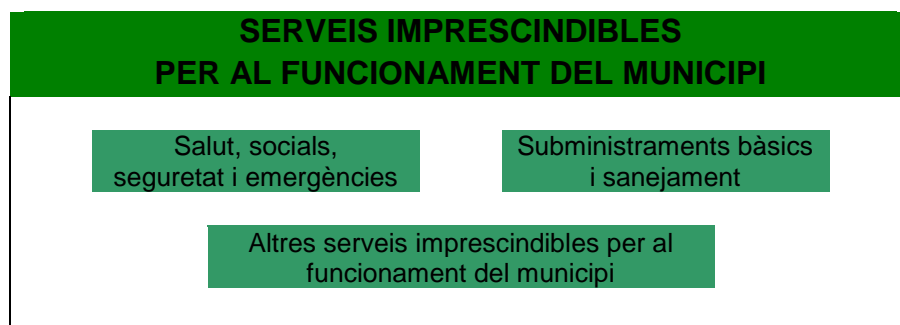 SERVEIS IMPRESCINDIBLES
PER AL FUNCIONAMENT DEL MUNICIPI
Salut, socials,
seguretat i emergències
Subministraments bàsics
i sanejament
Altres serveis imprescindibles per al
funcionament del municipi